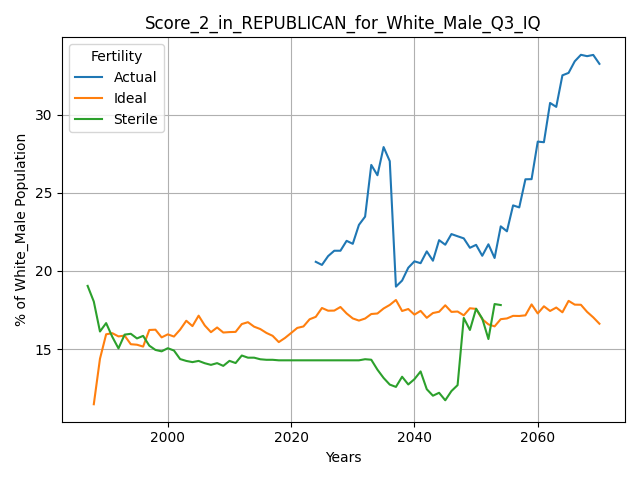 Score_2_in_REPUBLICAN_for_White_Male_Q3_IQ
Fertility
Actual
Ideal
Sterile
% of White_Male Population
30
25
20
15
2000
2020
2040
2060
Years